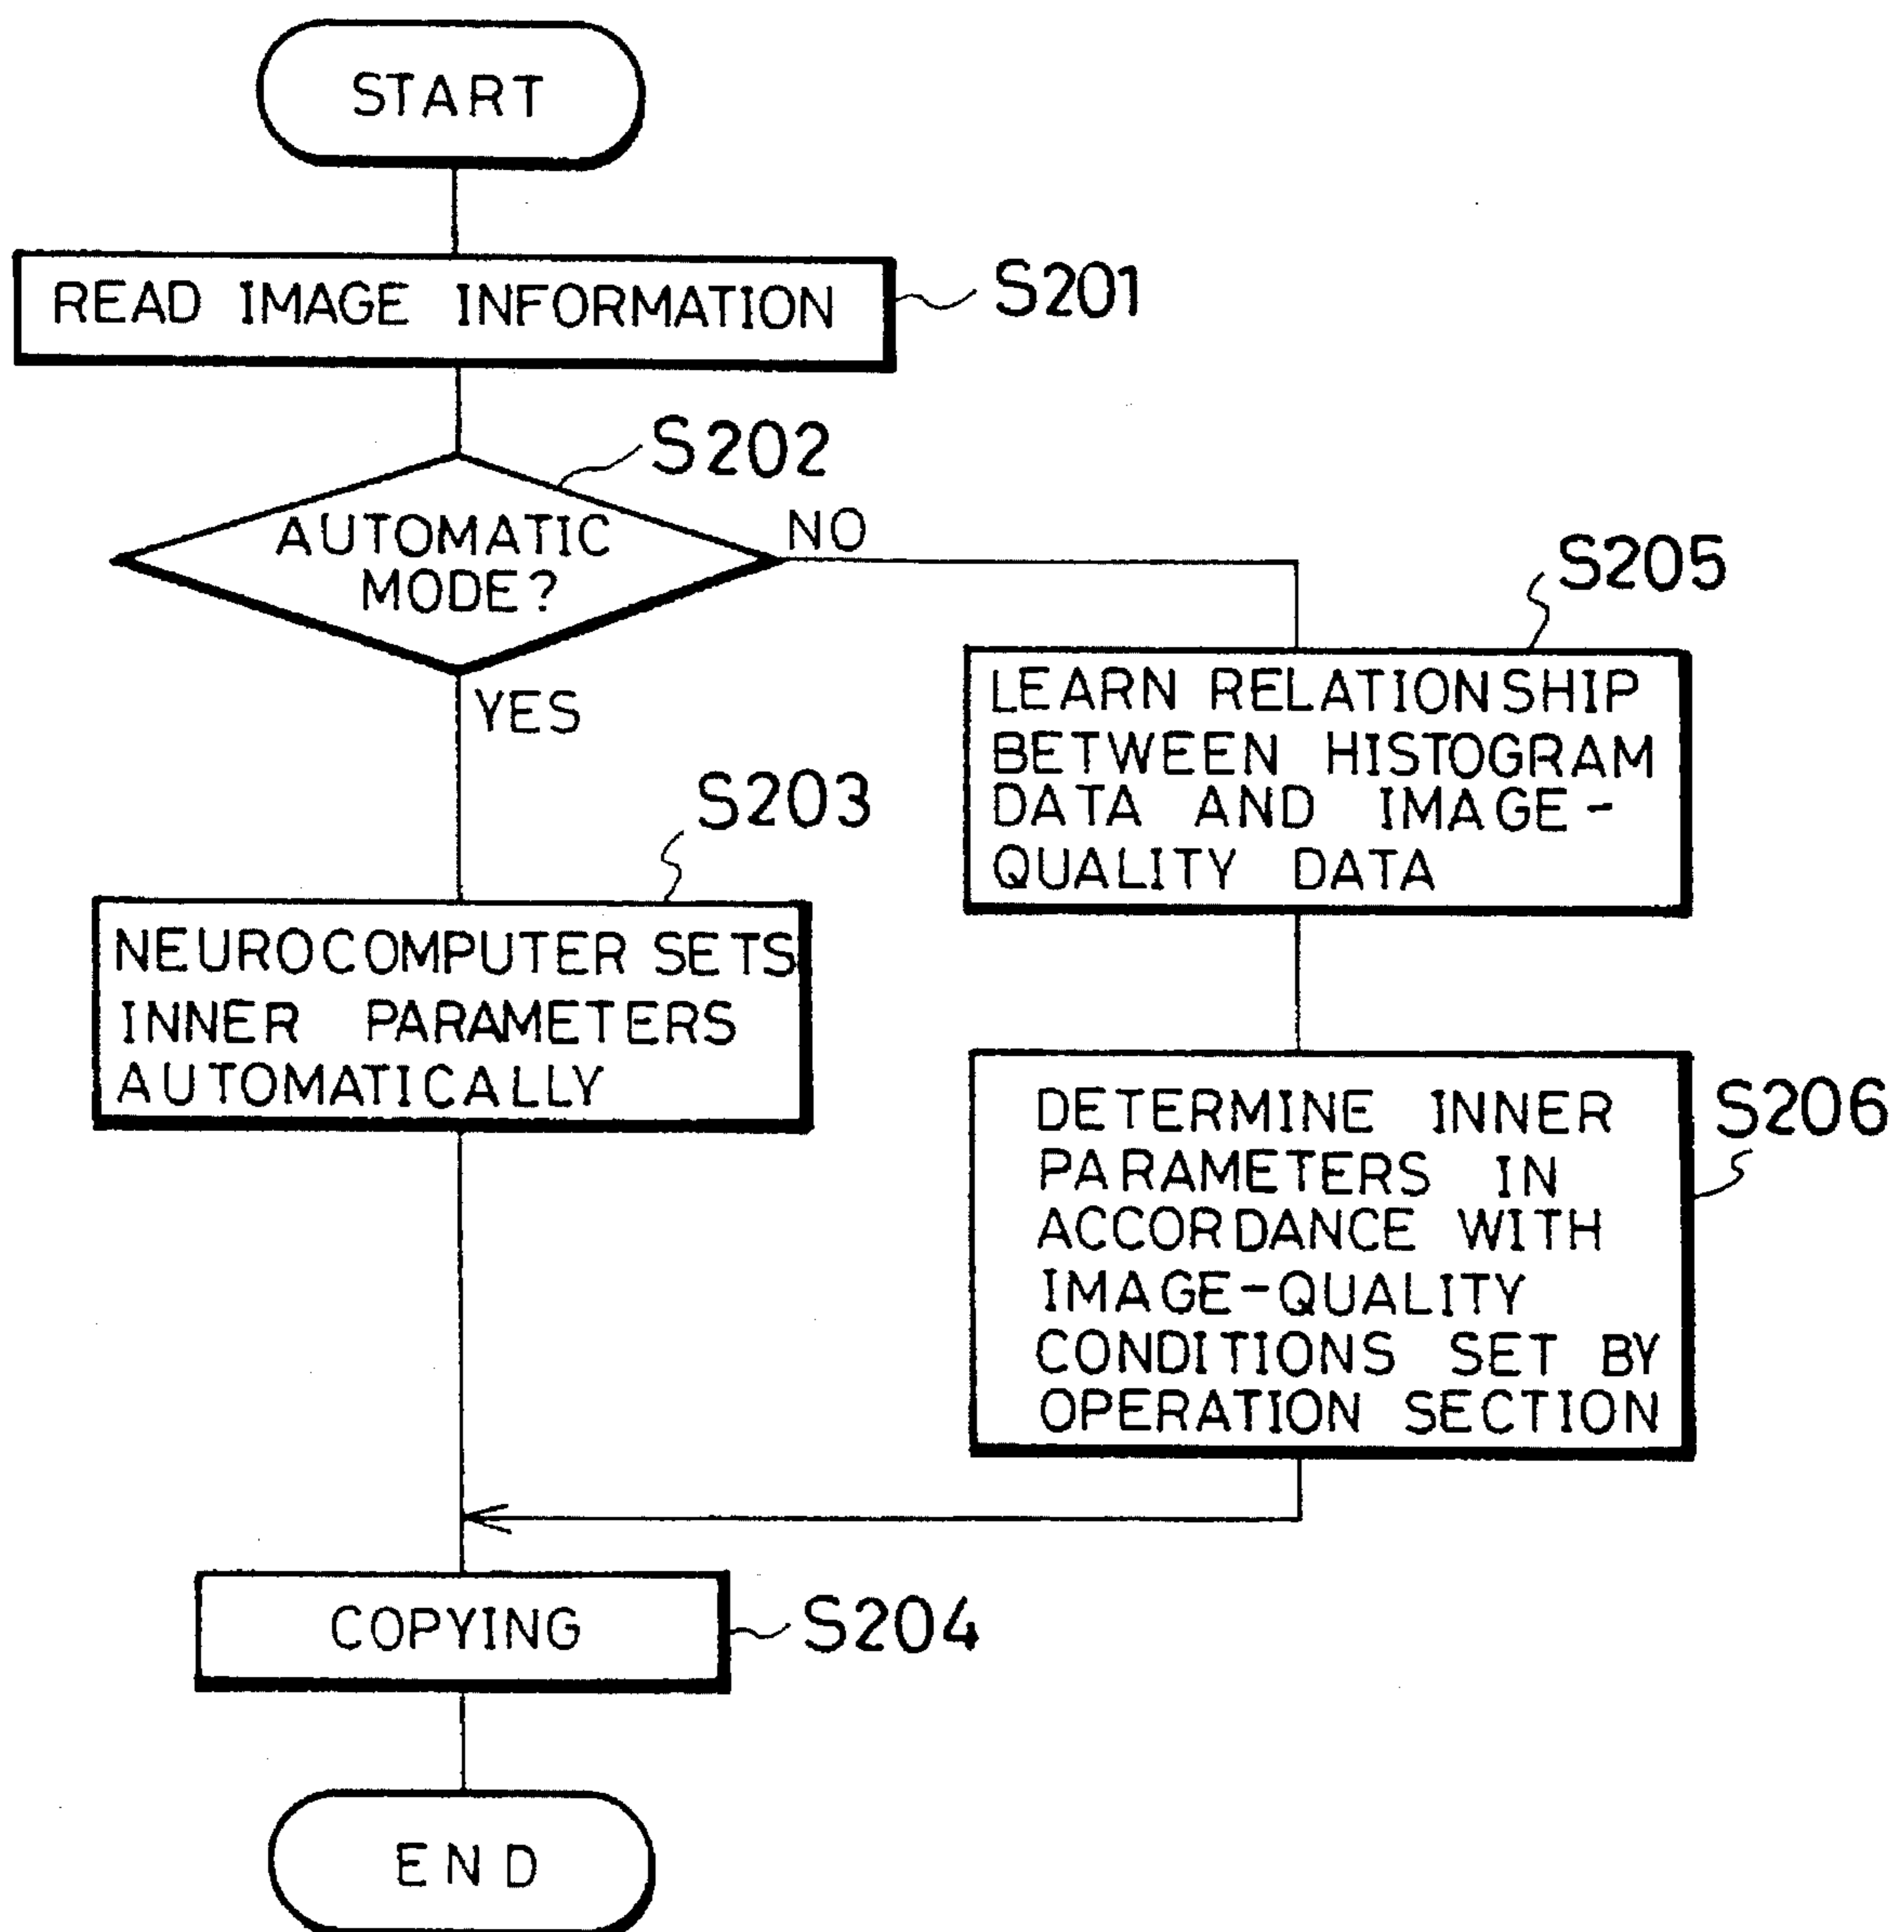 START
READ IMAGE INFORMATION
S201
S202
AUTOMATIC
MODE?
NO
YES
S203
NEUROCOMPUTER SETS
INNER PARAMETERS
AUTOMATICALLY
S205
LEARN RELATIONSHIP
BETWEEN HISTOGRAM
DATA AND IMAGE-
QUALITY DATA
S206
DETERMINE INNER
PARAMETERS IN
ACCORDANCE WITH
IMAGE-QUALITY
CONDITIONS SET BY
OPERATION SECTION
COPYING
S204
END